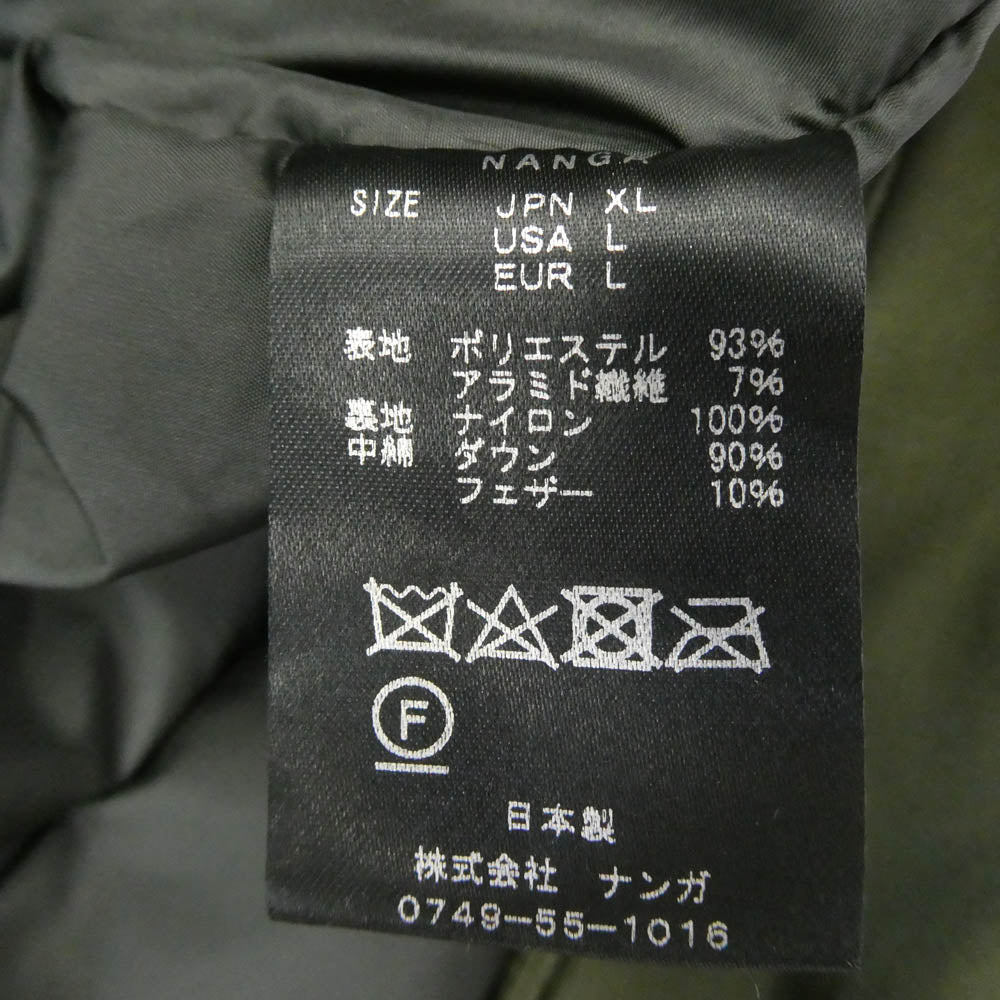 NANGA
SIZE JPN XL
USA L
EUR L
表地 ポリエステル 93%
アラミド繊維 7%
裏地 ナイロン 100%
中綿 ダウン 90%
フェザー 10%
F
日本製
株式会社 ナンガ
0749-55-1016